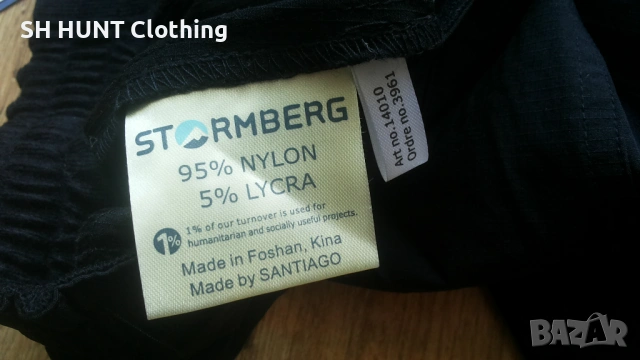 SH HUNT Clothing
STORMBERG
95% NYLON
5% LYCRA
1%
1% of our turnover is used for
humanitarian and socially useful projects.
Made in Foshan, Kina
Made by SANTIAGO
Art no.14010
Ordre no.3961
BAZAR